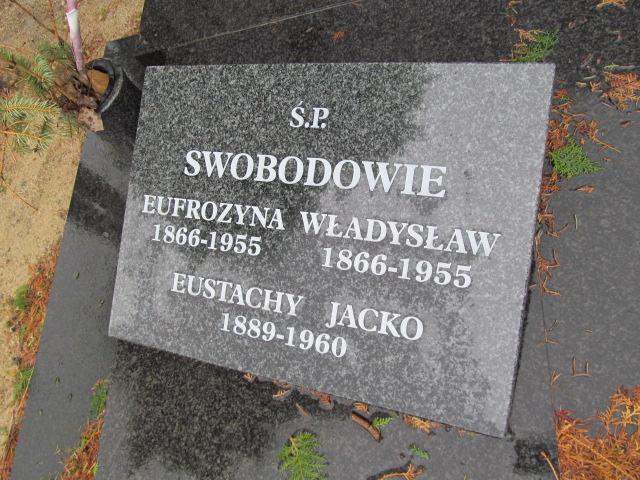 Ś.P.
SWOBODOWIE
EUFROZYNA WŁADYSŁAW
1866-1955 1866-1955
EUSTACHY JACKO
1889-1960